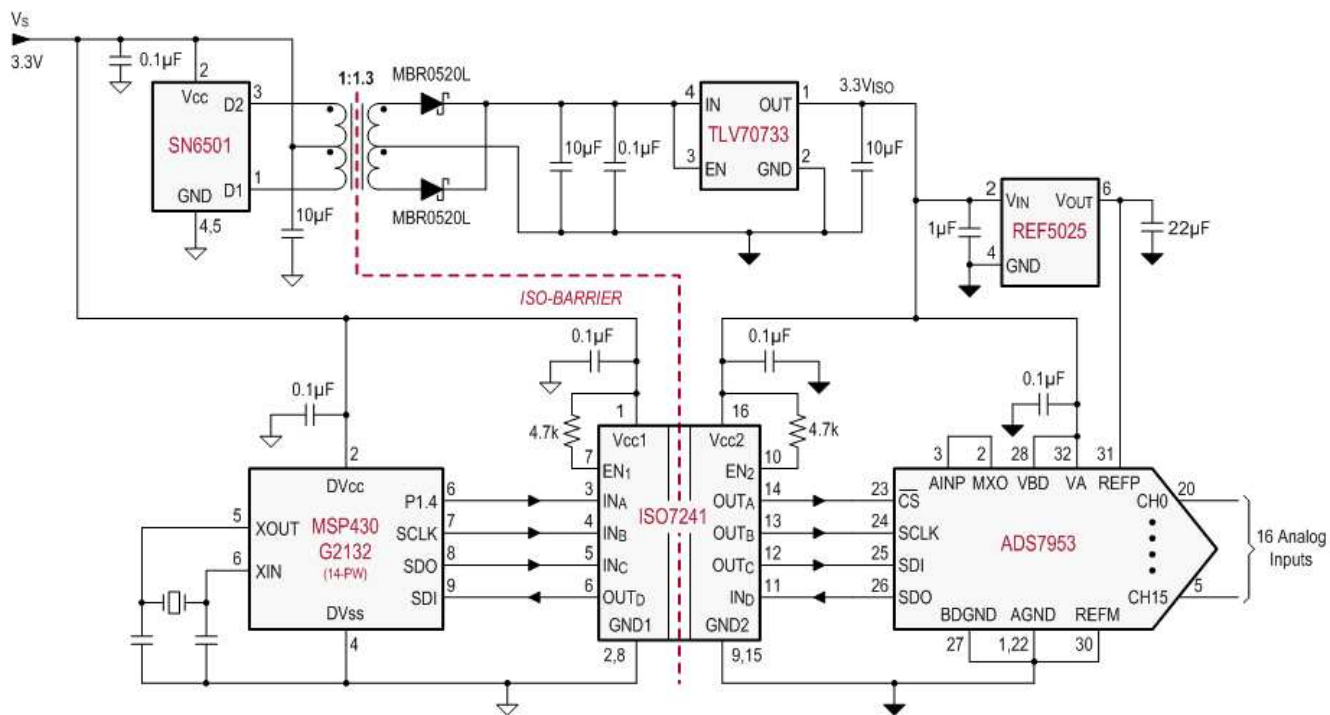 Vs
3.3V
0.1µF
2
Vcc
3
D2
SN6501
D1
1
GND
4,5
10µF
1:1.3
MBR0520L
MBR0520L
10µF
0.1µF
4
IN
OUT
1
TLV70733
3
EN
GND
2
3.3VISO
10µF
2
VIN
VOUT
6
REF5025
1µF
4
GND
22µF
ISO-BARRIER
0.1µF
0.1µF
0.1µF
0.1µF
4.7k
4.7k
2
DVcc
5
XOUT
6
XIN
MSP430
G2132
(14-PW)
P1.4
6
SCLK
7
SDO
8
SDI
9
DVss
4
1
Vcc1
7
EN1
3
INA
4
INB
5
INC
6
OUTD
GND1
2,8
ISO7241
16
Vcc2
EN2
10
OUTA
14
OUTB
13
OUTC
12
IND
11
GND2
9,15
3
2
28
32
31
AINP
MXO
VBD
VA
REFP
23
CS
24
SCLK
25
SDI
26
SDO
ADS7953
CH0
20
CH15
5
16 Analog
Inputs
BDGND
AGND
REFM
27
1,22
30